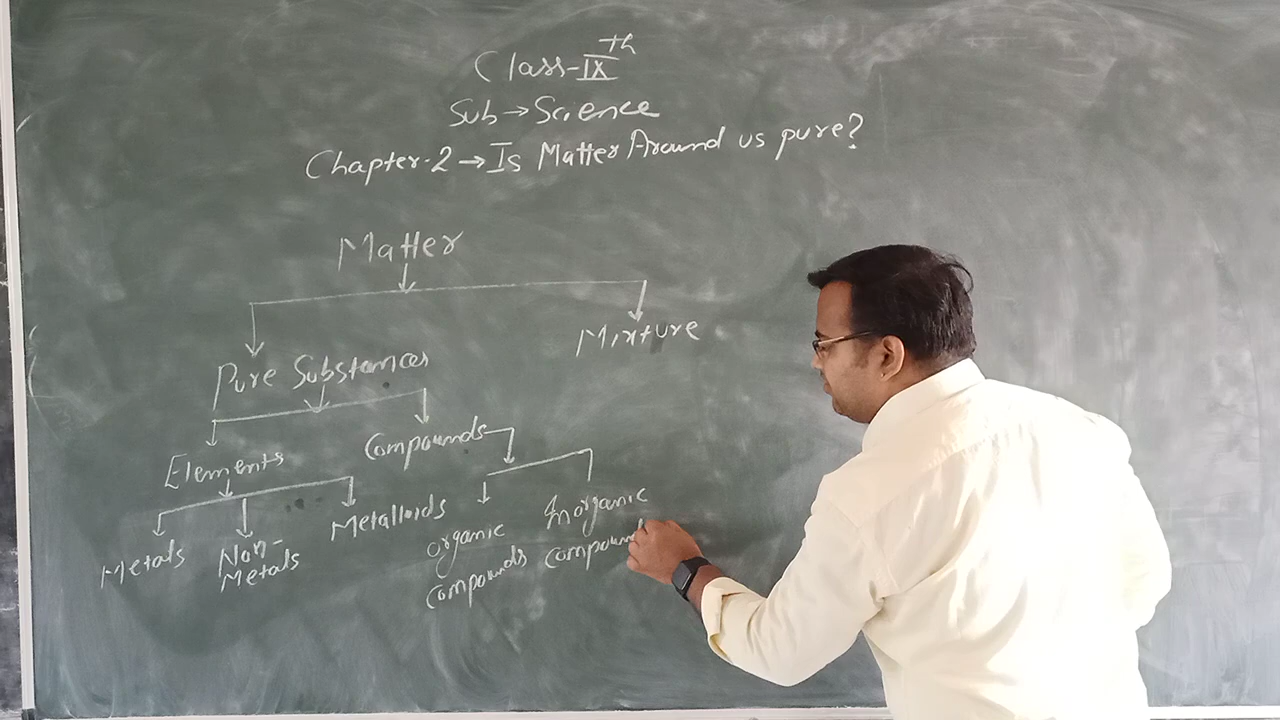 Class-IXth
Sub → Science
Chapter-2 → Is Matter Around us pure?
Matter
Pure Substances
Mixture
Elements
Compounds
Metals
Non-
Metals
Metalloids
organic
compounds
Inorganic
compoun